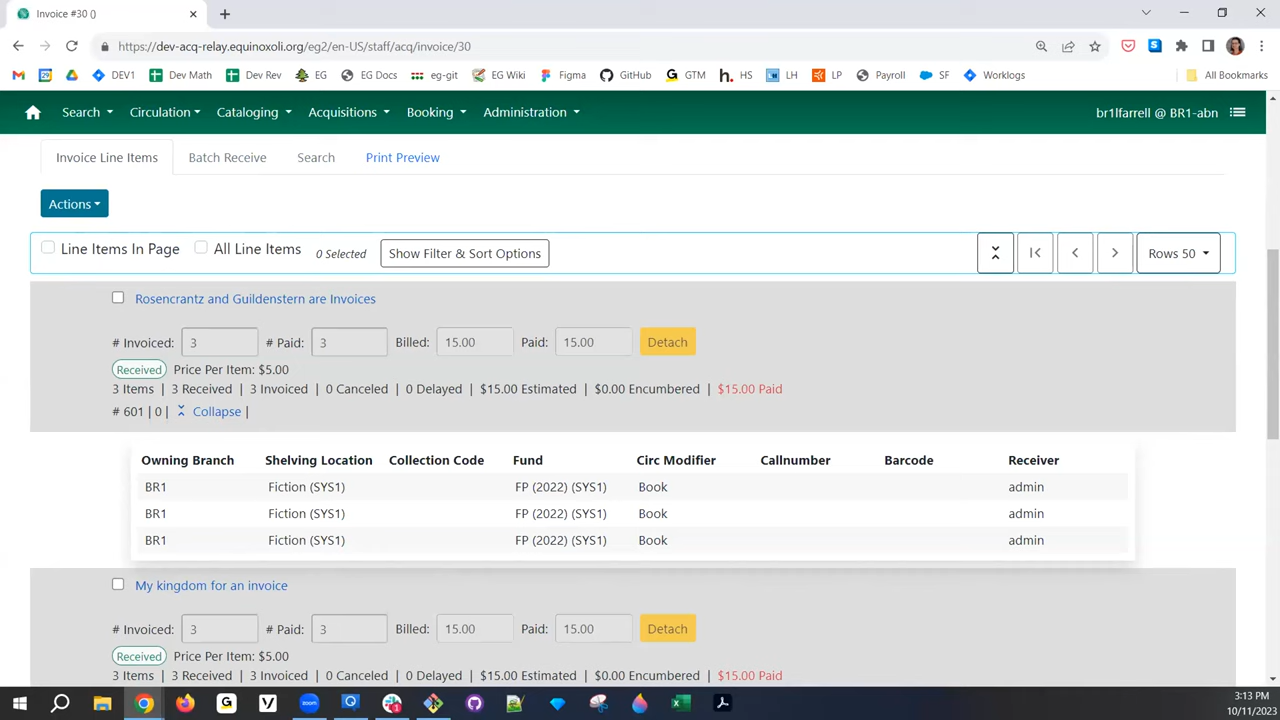 Invoice #30 ()
https://dev-acq-relay.equinoxoli.org/eg2/en-US/staff/acq/invoice/30
DEV1 Dev Math Dev Rev EG EG Docs eg-git EG Wiki Figma GitHub GTM HS LH LP Payroll SF Worklogs All Bookmarks
Search Circulation Cataloging Acquisitions Booking Administration br1lfarrell @ BR1-abn
Invoice Line Items Batch Receive Search Print Preview
Actions
Line Items In Page All Line Items 0 Selected Show Filter & Sort Options Rows 50
Rosencrantz and Guildenstern are Invoices
# Invoiced: 3 # Paid: 3 Billed: 15.00 Paid: 15.00 Detach
Received Price Per Item: $5.00
3 Items | 3 Received | 3 Invoiced | 0 Canceled | 0 Delayed | $15.00 Estimated | $0.00 Encumbered | $15.00 Paid
# 601 | 0 | Collapse |
Owning Branch Shelving Location Collection Code Fund Circ Modifier Callnumber Barcode Receiver
BR1 Fiction (SYS1) FP (2022) (SYS1) Book admin
BR1 Fiction (SYS1) FP (2022) (SYS1) Book admin
BR1 Fiction (SYS1) FP (2022) (SYS1) Book admin
My kingdom for an invoice
# Invoiced: 3 # Paid: 3 Billed: 15.00 Paid: 15.00 Detach
Received Price Per Item: $5.00
3 Items | 3 Received | 3 Invoiced | 0 Canceled | 0 Delayed | $15.00 Estimated | $0.00 Encumbered | $15.00 Paid
zoom
3:13 PM
10/11/2023